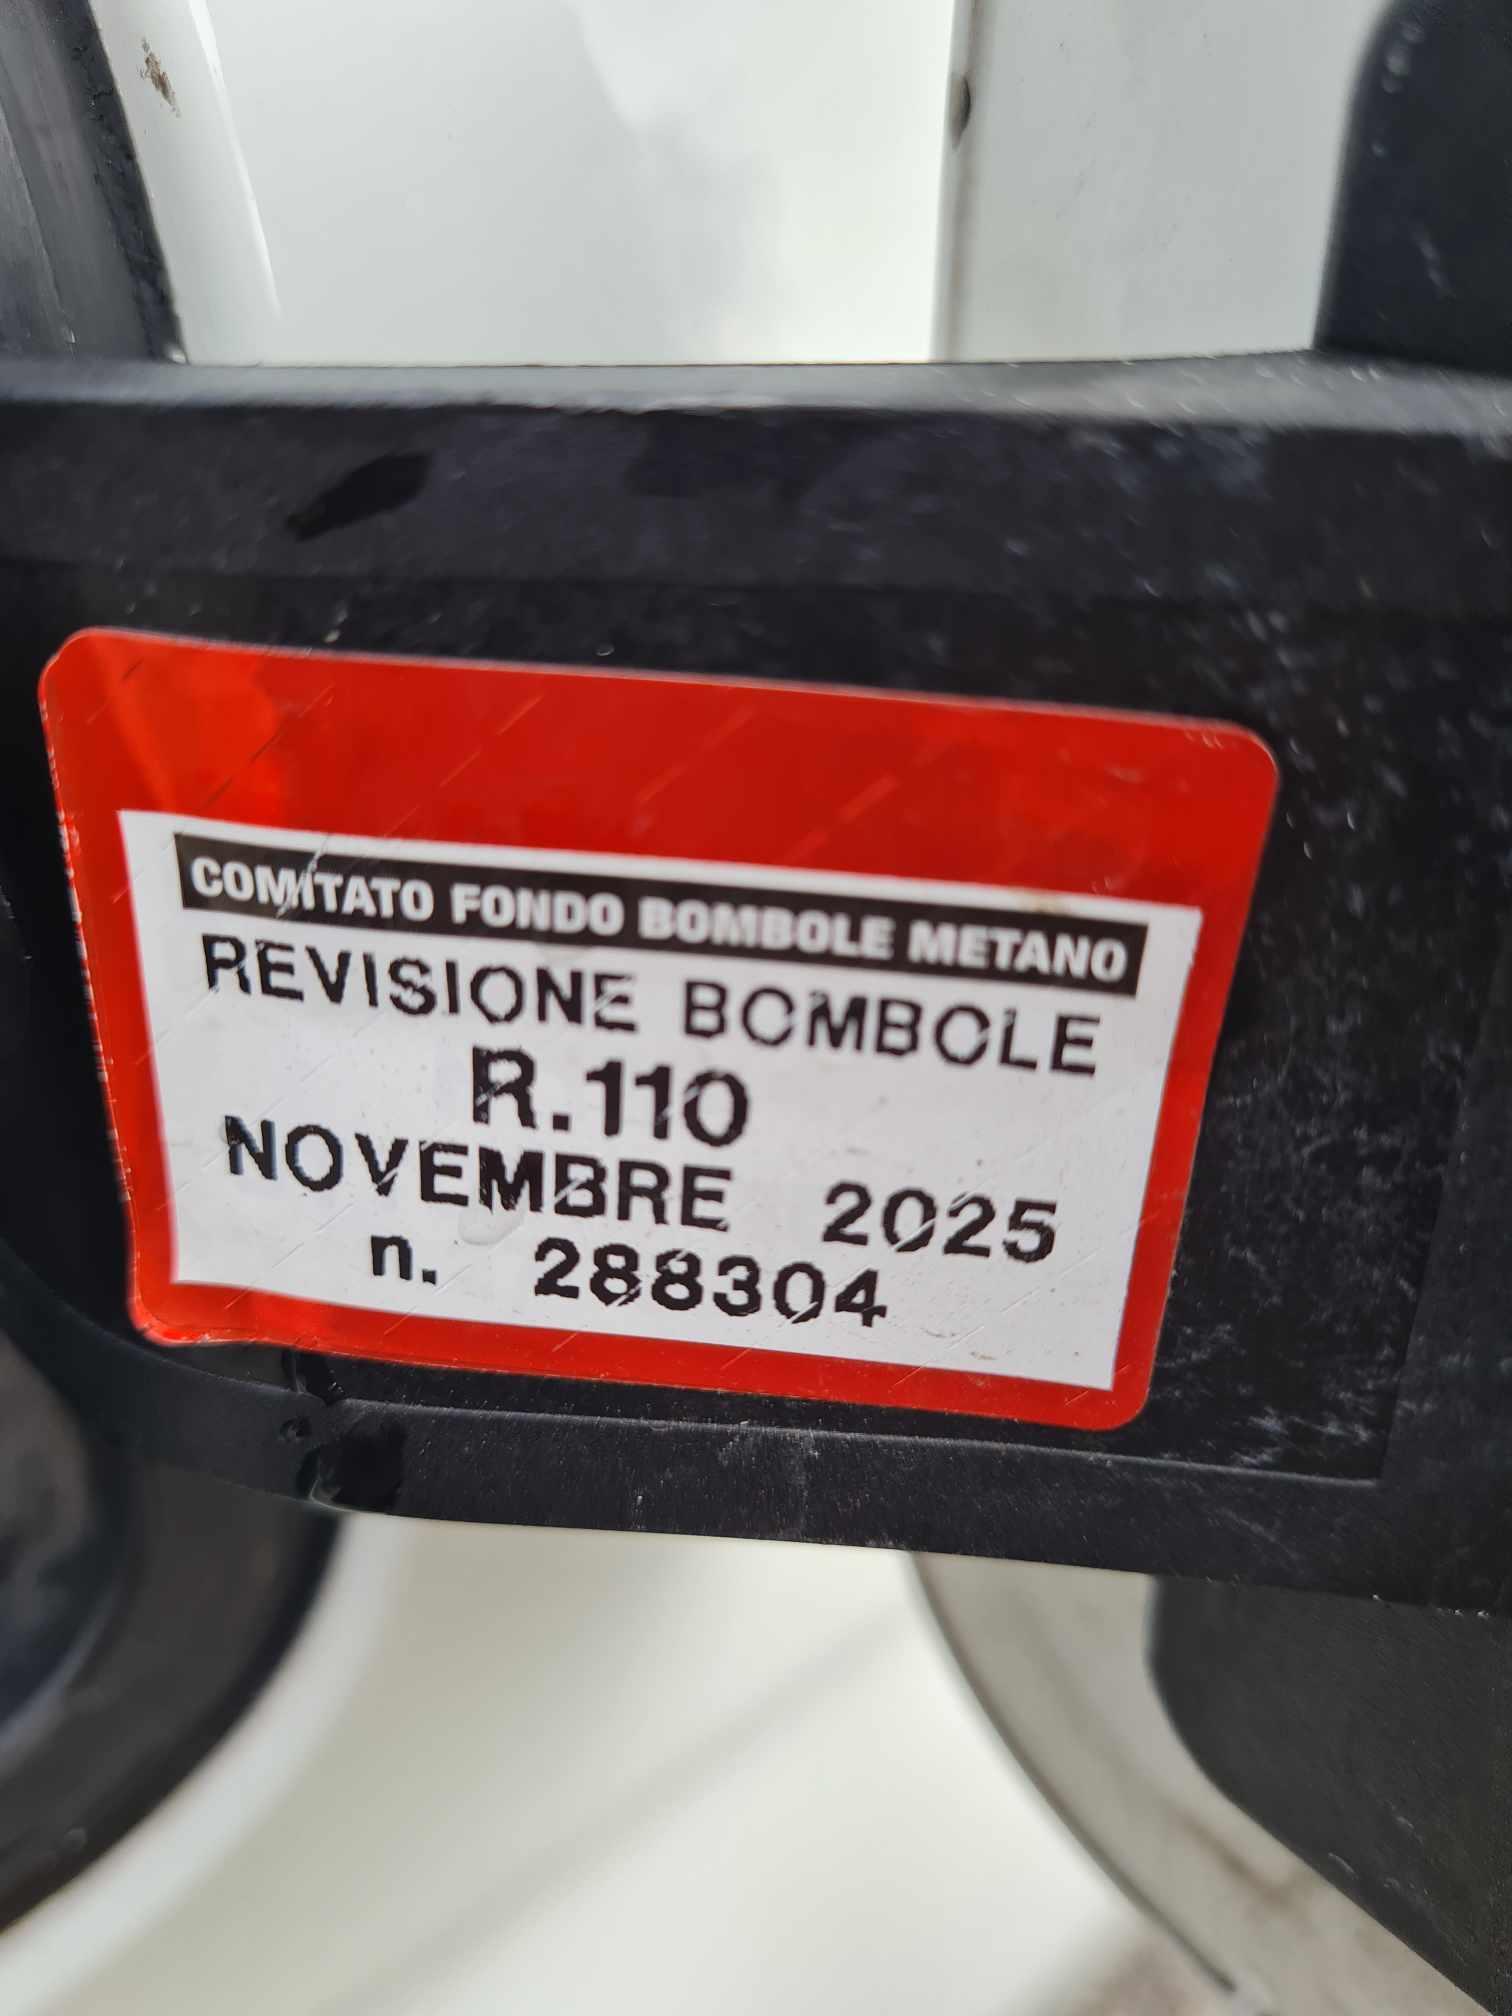 COMITATO FONDO BOMBOLE METANO
REVISIONE BOMBOLE
R.110
NOVEMBRE 2025
n. 288304